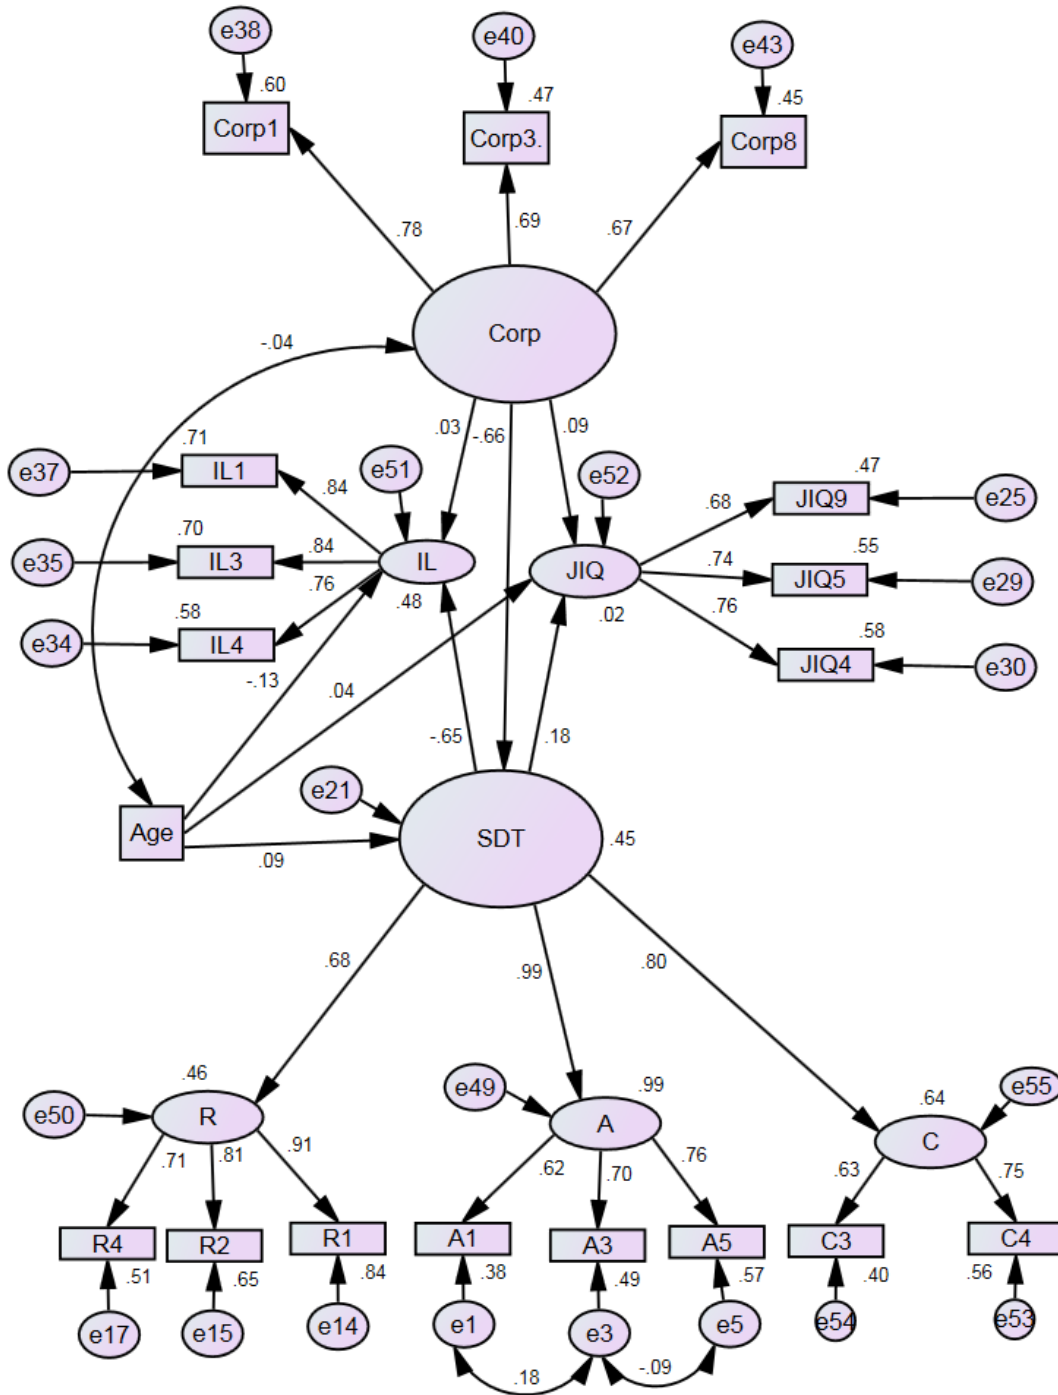 e38
e40
e43
.60
.47
.45
Corp1
Corp3.
Corp8
.78
.69
.67
Corp
-.04
.03
-.66
.09
.71
e37
IL1
e51
e52
.47
JIQ9
e25
.84
.68
.70
e35
IL3
.84
IL
JIQ
.74
.55
JIQ5
e29
.76
.48
.02
.76
.58
e34
IL4
.58
JIQ4
e30
-.13
.04
-.65
.18
e21
Age
SDT
.45
.09
.68
.99
.80
.46
e49
.99
e55
e50
R
A
.64
C
.71
.81
.91
.62
.70
.76
.63
.75
R4
R2
R1
A1
A3
A5
C3
C4
.51
.65
.84
.38
.49
.57
.40
.56
e17
e15
e14
e1
e3
e5
e54
e53
.18
-.09